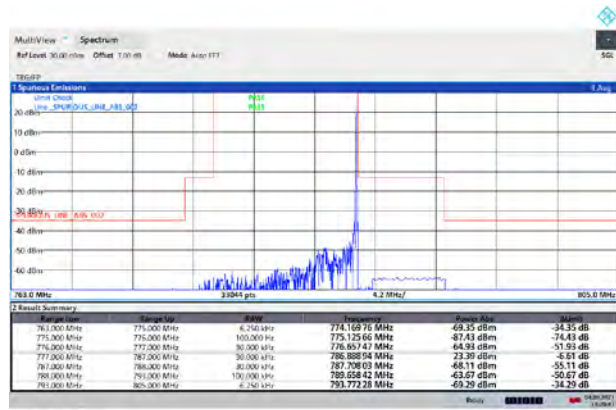 MultiView Spectrum
Ref Level 30.00 dBm Offset 7.00 dB Mode Auto FFT
SGL
1 Spurious Emissions
Limit Check PASS
Line _SPURIOUS_LINE_ABS_002 PASS
20 dBm
10 dBm
0 dBm
-10 dBm
-20 dBm
-30 dBm
_SPURIOUS_LINE_ABS_002
-40 dBm
-50 dBm
-60 dBm
763.0 MHz 33044 pts 4.2 MHz/ 805.0 MHz
2 Result Summary
Range Low Range Up RBW Frequency Power Abs ΔLimit
763.000 MHz 775.000 MHz 6.250 kHz 774.16976 MHz -69.35 dBm -34.35 dB
775.000 MHz 775.000 MHz 100.000 Hz 775.12566 MHz -87.43 dBm -74.43 dB
776.000 MHz 777.000 MHz 30.000 kHz 776.65747 MHz -64.93 dBm -51.93 dB
777.000 MHz 787.000 MHz 30.000 kHz 786.88894 MHz 23.39 dBm -6.61 dB
787.000 MHz 788.000 MHz 30.000 kHz 787.70803 MHz -68.11 dBm -55.11 dB
788.000 MHz 793.000 MHz 100.000 kHz 789.65842 MHz -63.67 dBm -50.67 dB
793.000 MHz 805.000 MHz 6.250 kHz 793.77228 MHz -69.29 dBm -34.29 dB
Ready